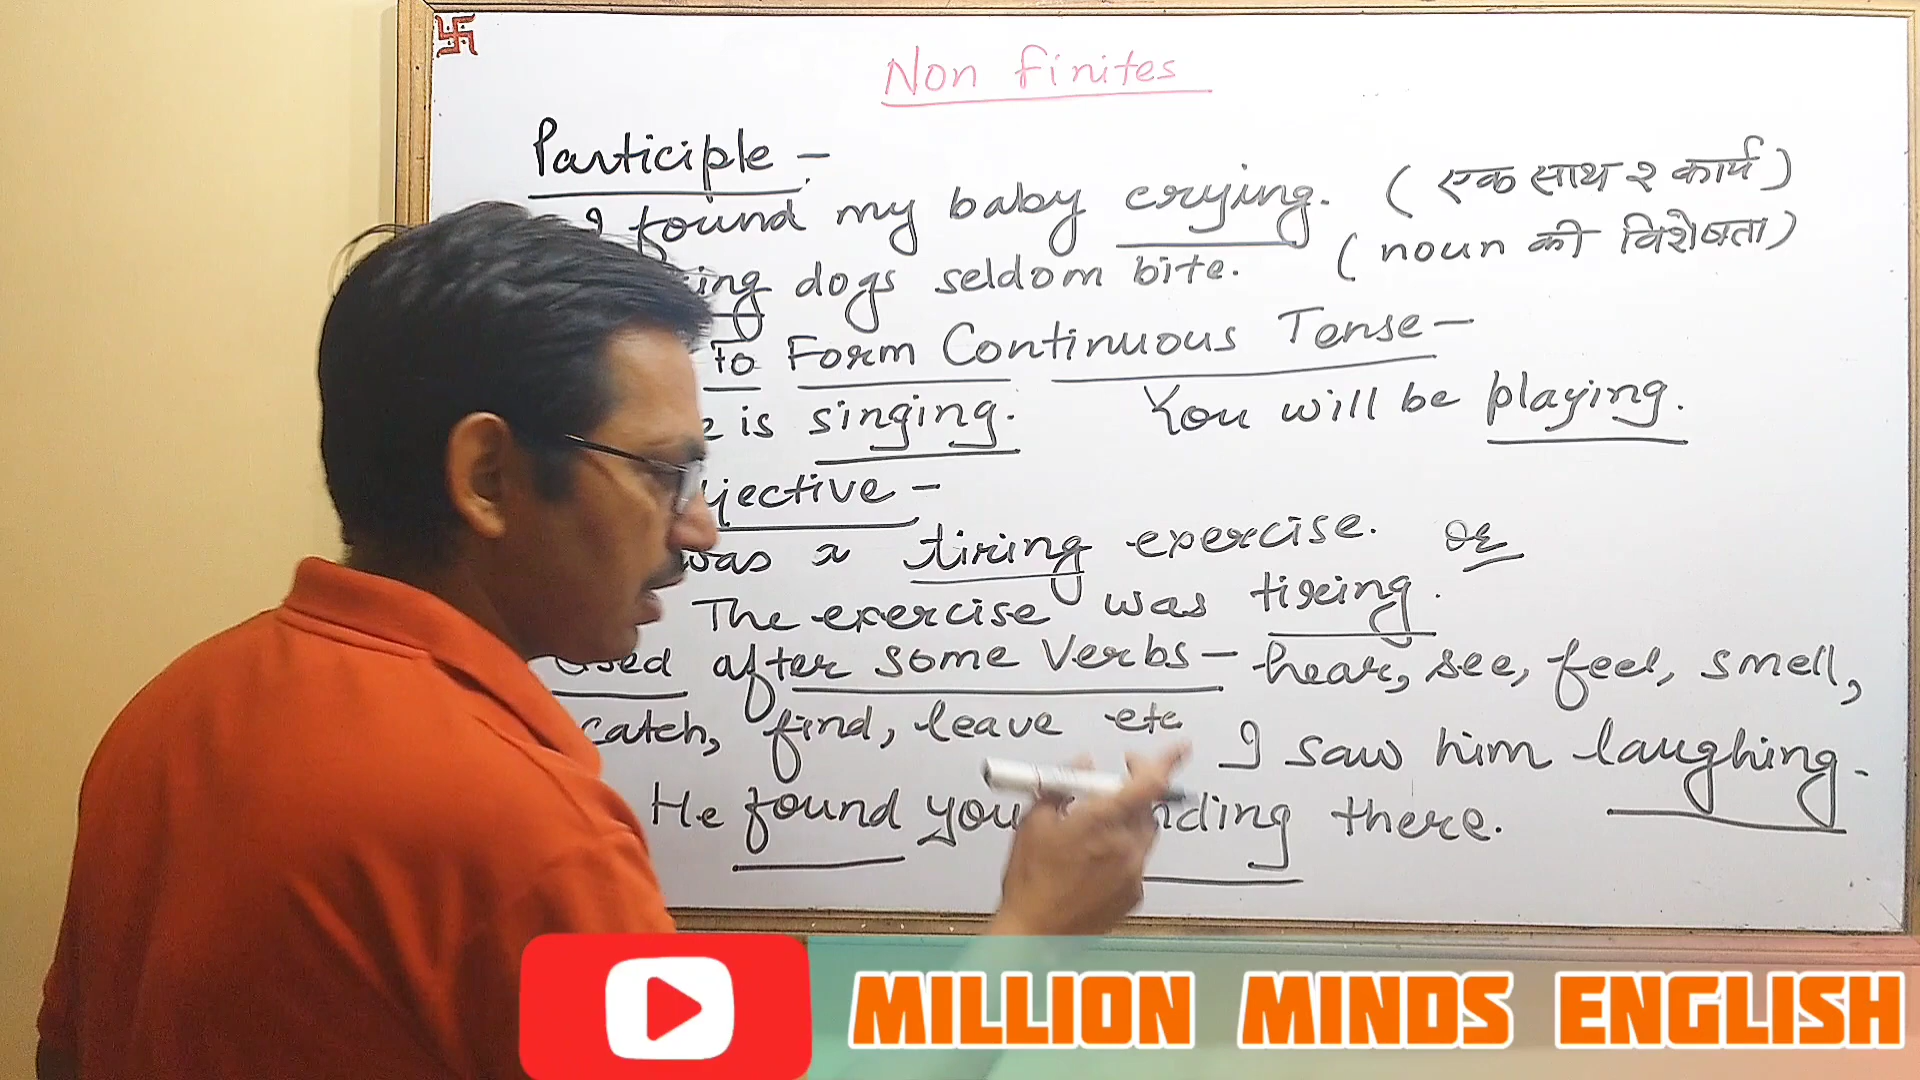 Non Finites
Participle -
I found my baby crying. (एक साथ २ कार्य)
ing dogs seldom bite. (noun की विशेषता)
To Form Continuous Tense -
is singing. You will be playing.
jective -
was a tiring exercise. or
The exercise was tireing.
used after some Verbs - hear, see, feel, smell,
catch, find, leave etc I saw him laughing.
He found you nding there.
MILLION MINDS ENGLISH